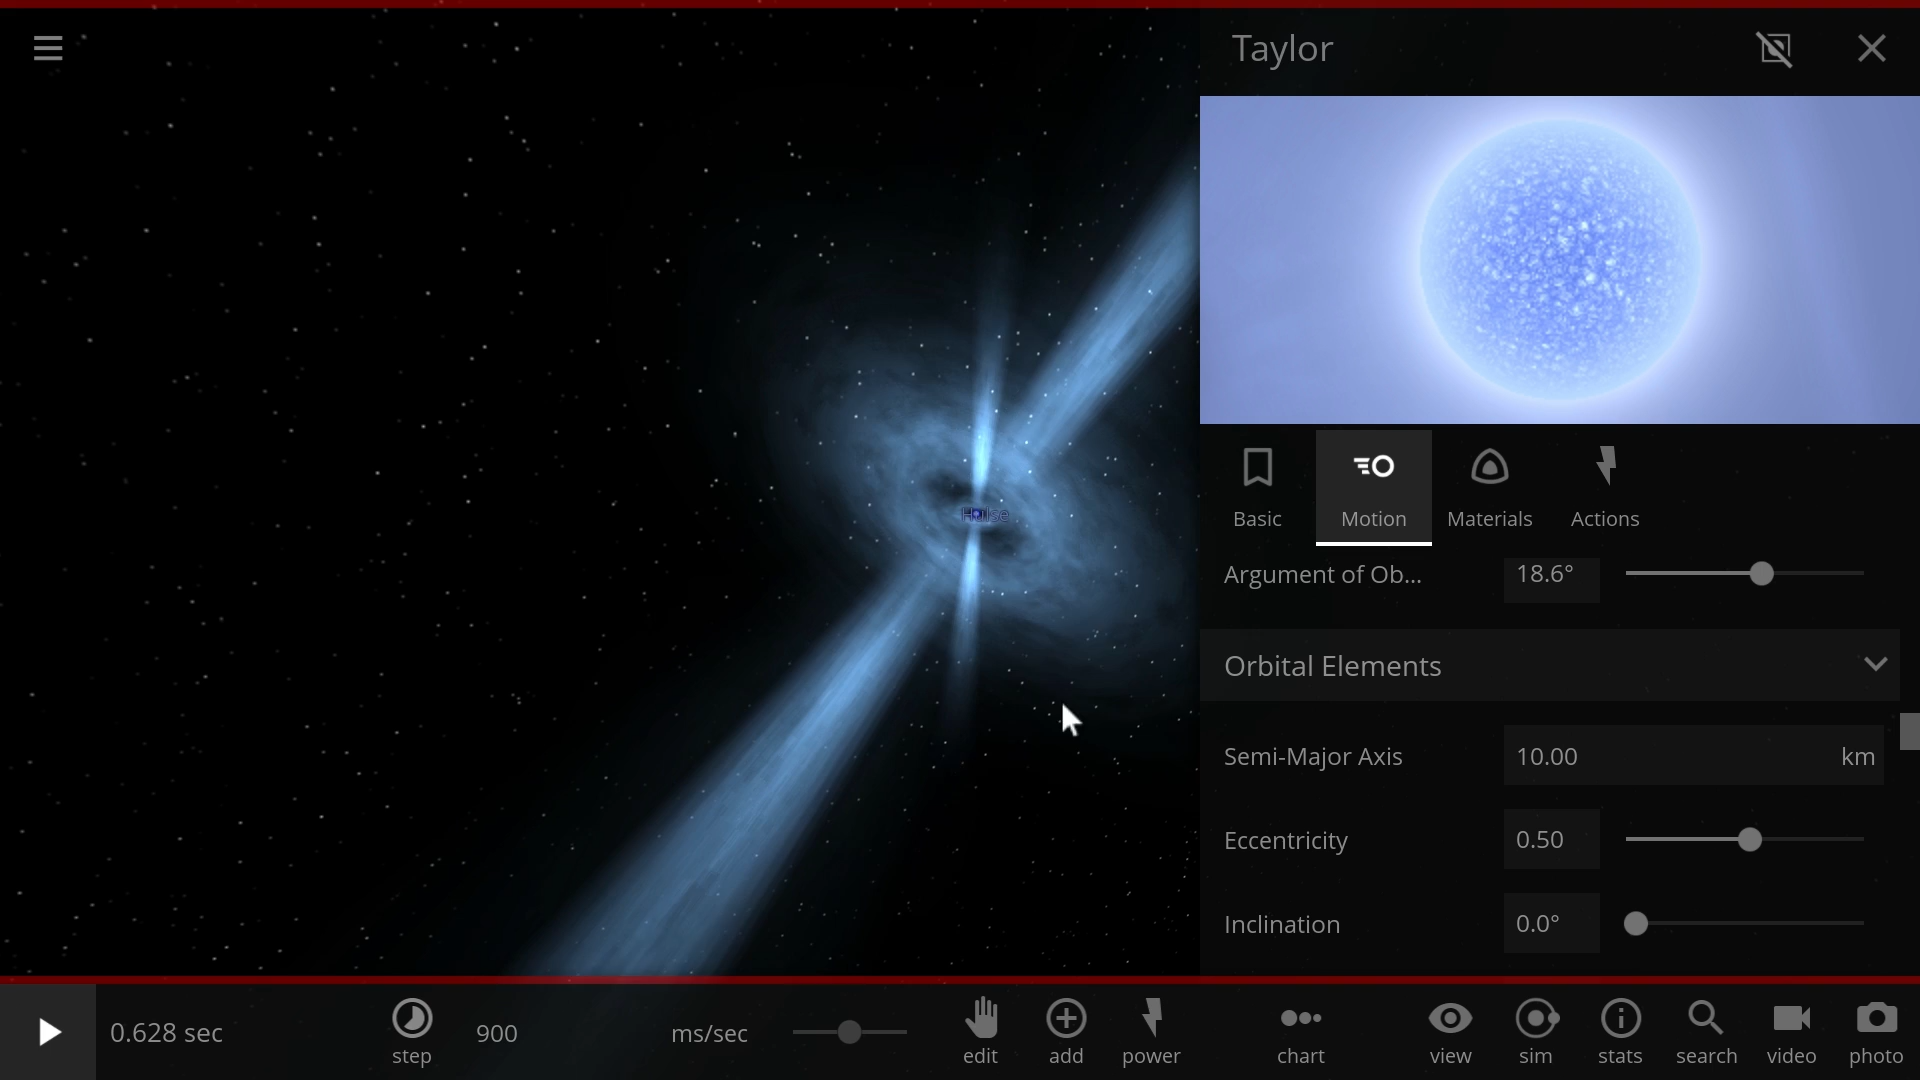 Taylor
Hulse
Basic
Motion
Materials
Actions
Argument of Ob...
18.6°
Orbital Elements
Semi-Major Axis
10.00
km
Eccentricity
0.50
Inclination
0.0°
0.628 sec
step
900
ms/sec
edit
add
power
chart
view
sim
stats
search
video
photo